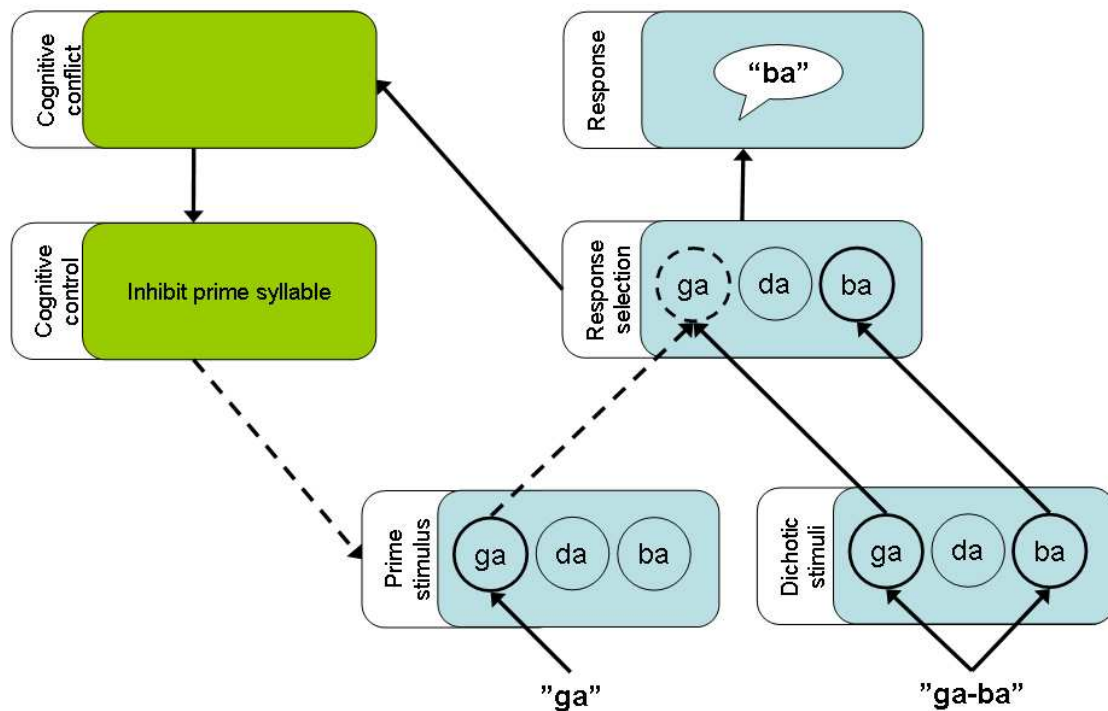 Cognitive
conflict
Response
"ba"
Cognitive
control
Inhibit prime syllable
Response
selection
ga
da
ba
Prime
stimulus
ga
da
ba
Dichotic
stimuli
ga
da
ba
"ga"
"ga-ba"